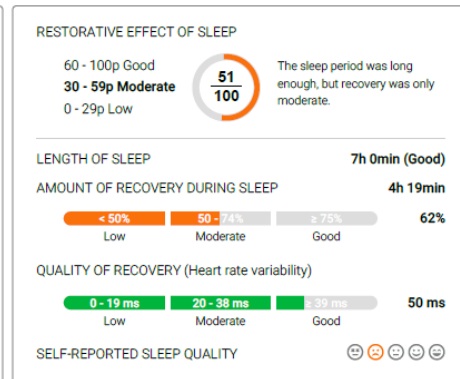 RESTORATIVE EFFECT OF SLEEP
60 - 100p Good
30 - 59p Moderate
0 - 29p Low
51
100
The sleep period was long
enough, but recovery was only
moderate.
LENGTH OF SLEEP 7h 0min (Good)
AMOUNT OF RECOVERY DURING SLEEP 4h 19min
< 50% 50 - 74% ≥ 75% 62%
Low Moderate Good
QUALITY OF RECOVERY (Heart rate variability)
0 - 19 ms 20 - 38 ms ≥ 39 ms 50 ms
Low Moderate Good
SELF-REPORTED SLEEP QUALITY